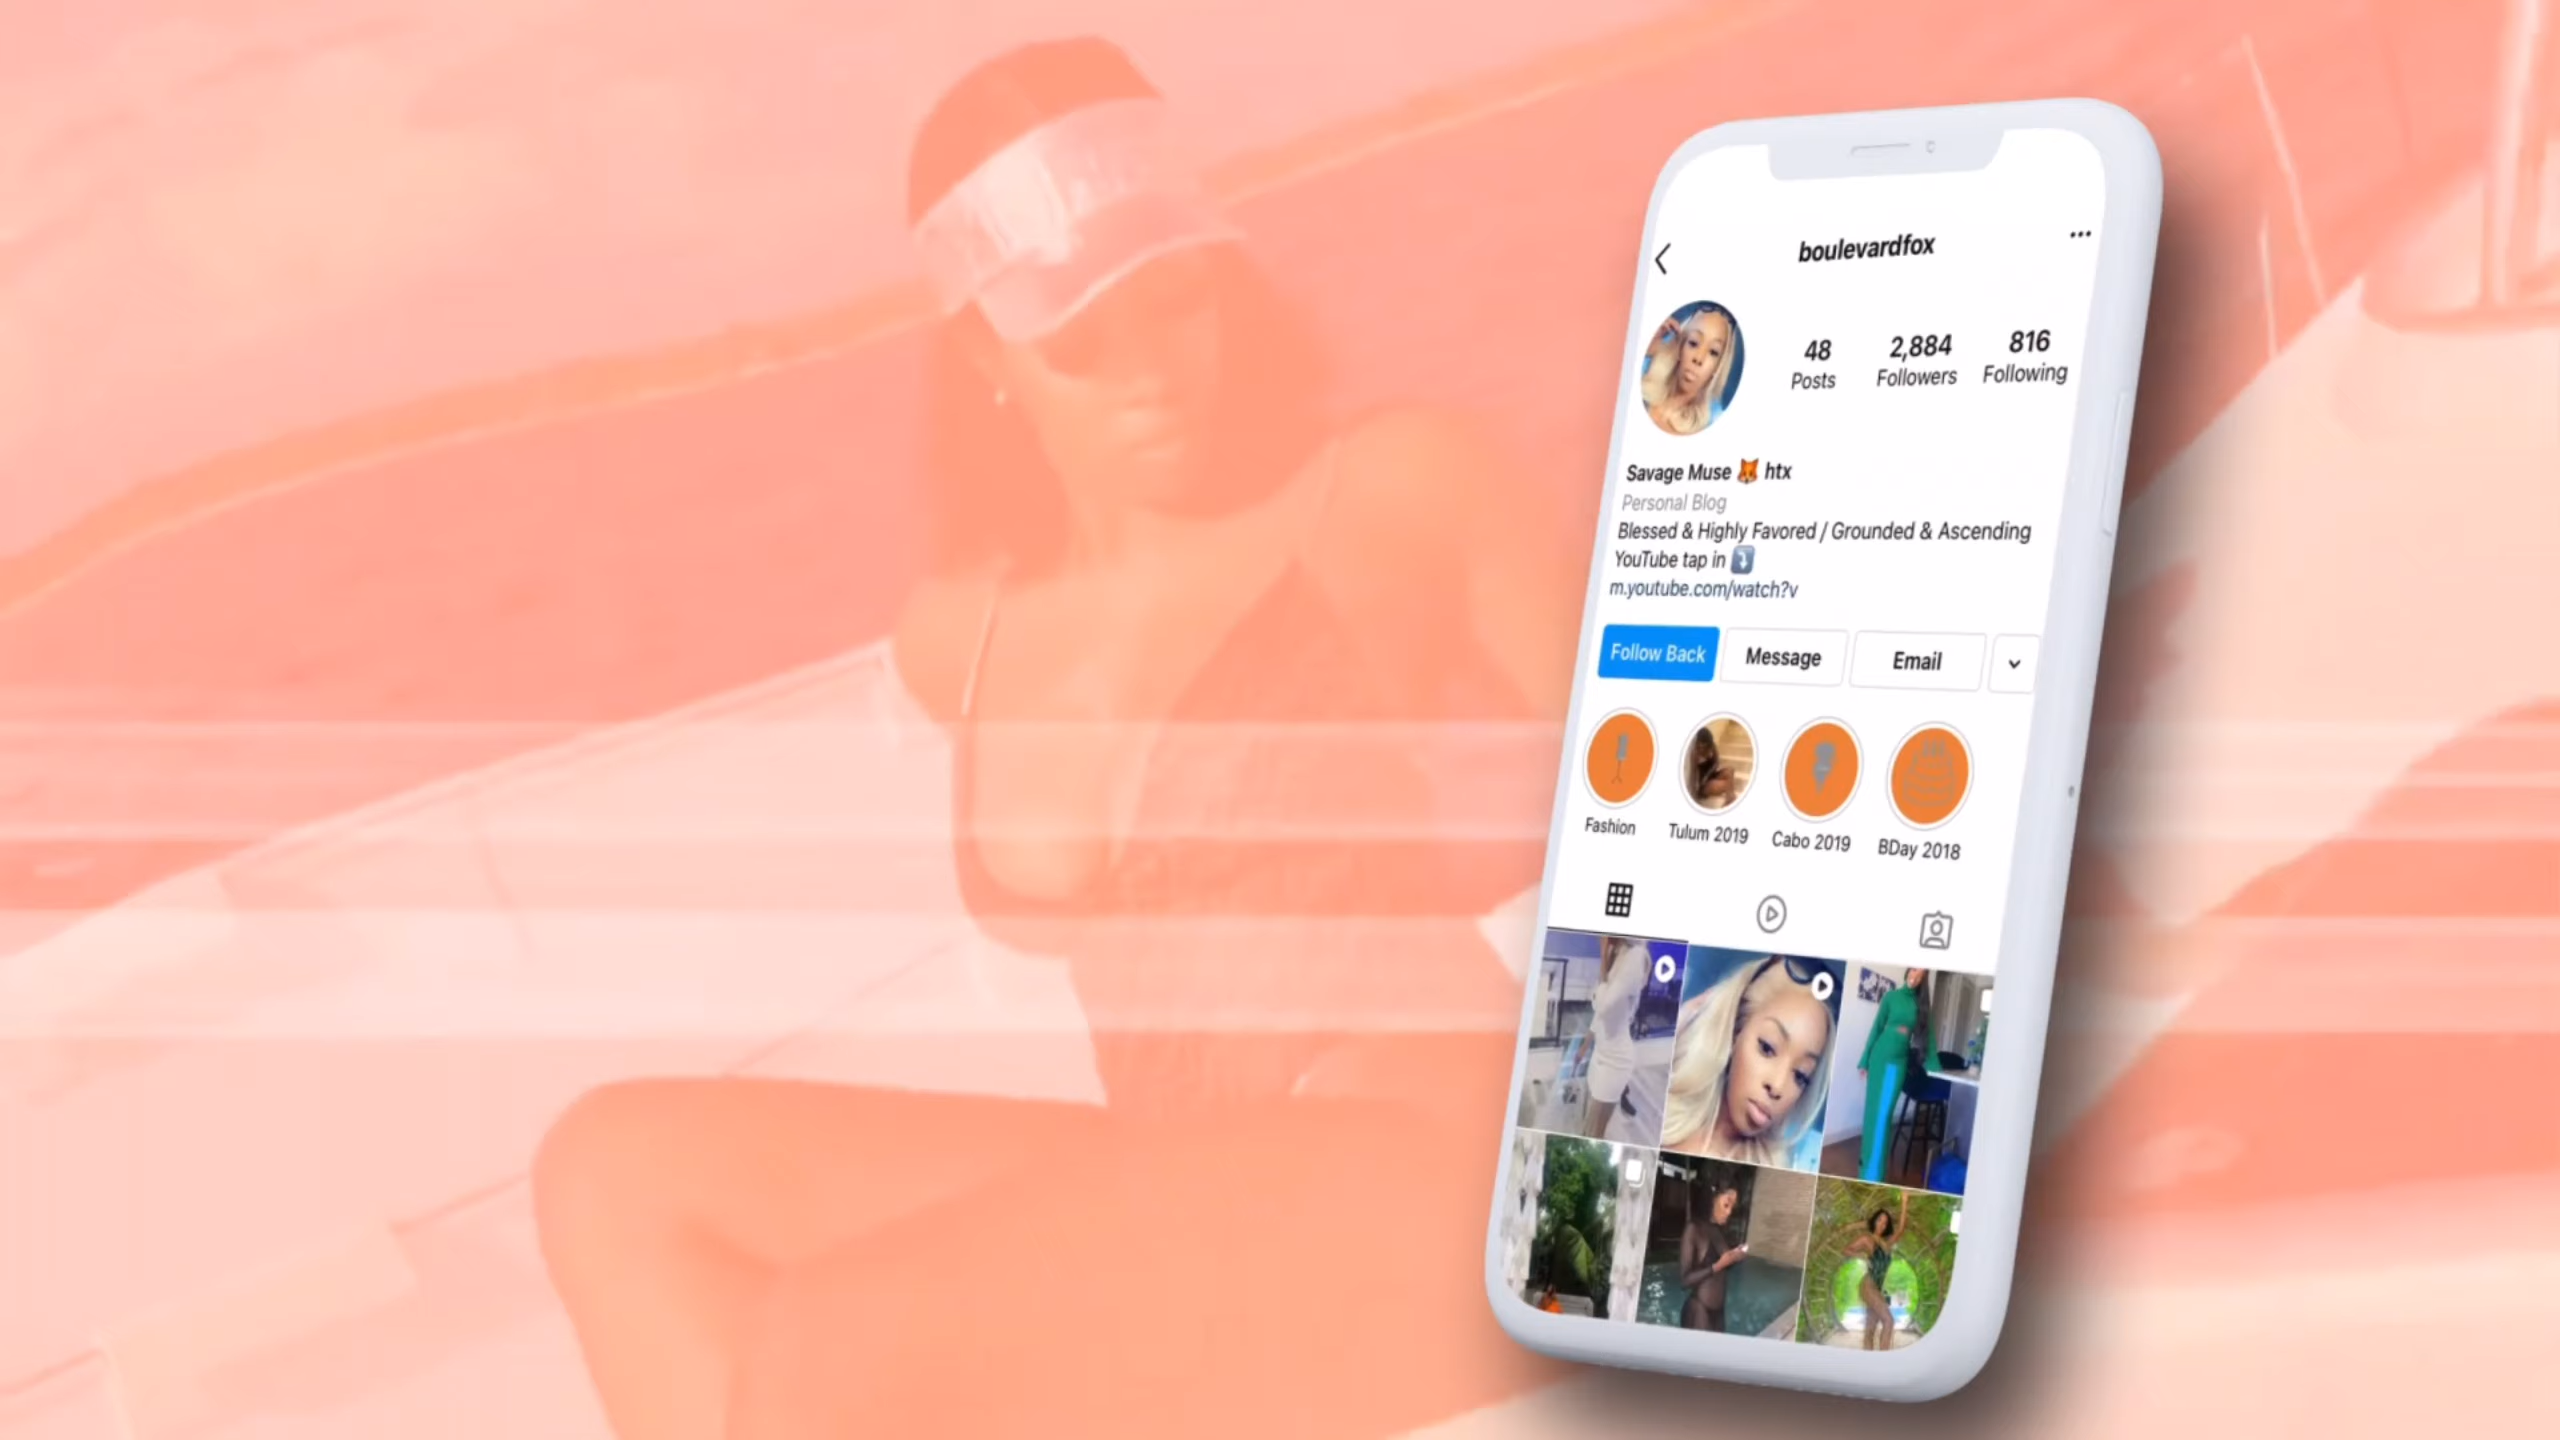 boulevardfox
48
Posts
2,884
Followers
816
Following
Savage Muse 🦊 htx
Personal Blog
Blessed & Highly Favored / Grounded & Ascending
YouTube tap in ⤵️
m.youtube.com/watch?v
Follow Back
Message
Email
Fashion
Tulum 2019
Cabo 2019
BDay 2018